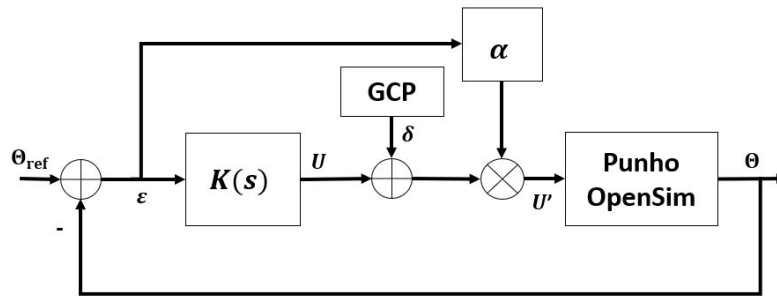 α
GCP
δ
Θref
ε
K(s)
U
U'
Punho
OpenSim
Θ
-